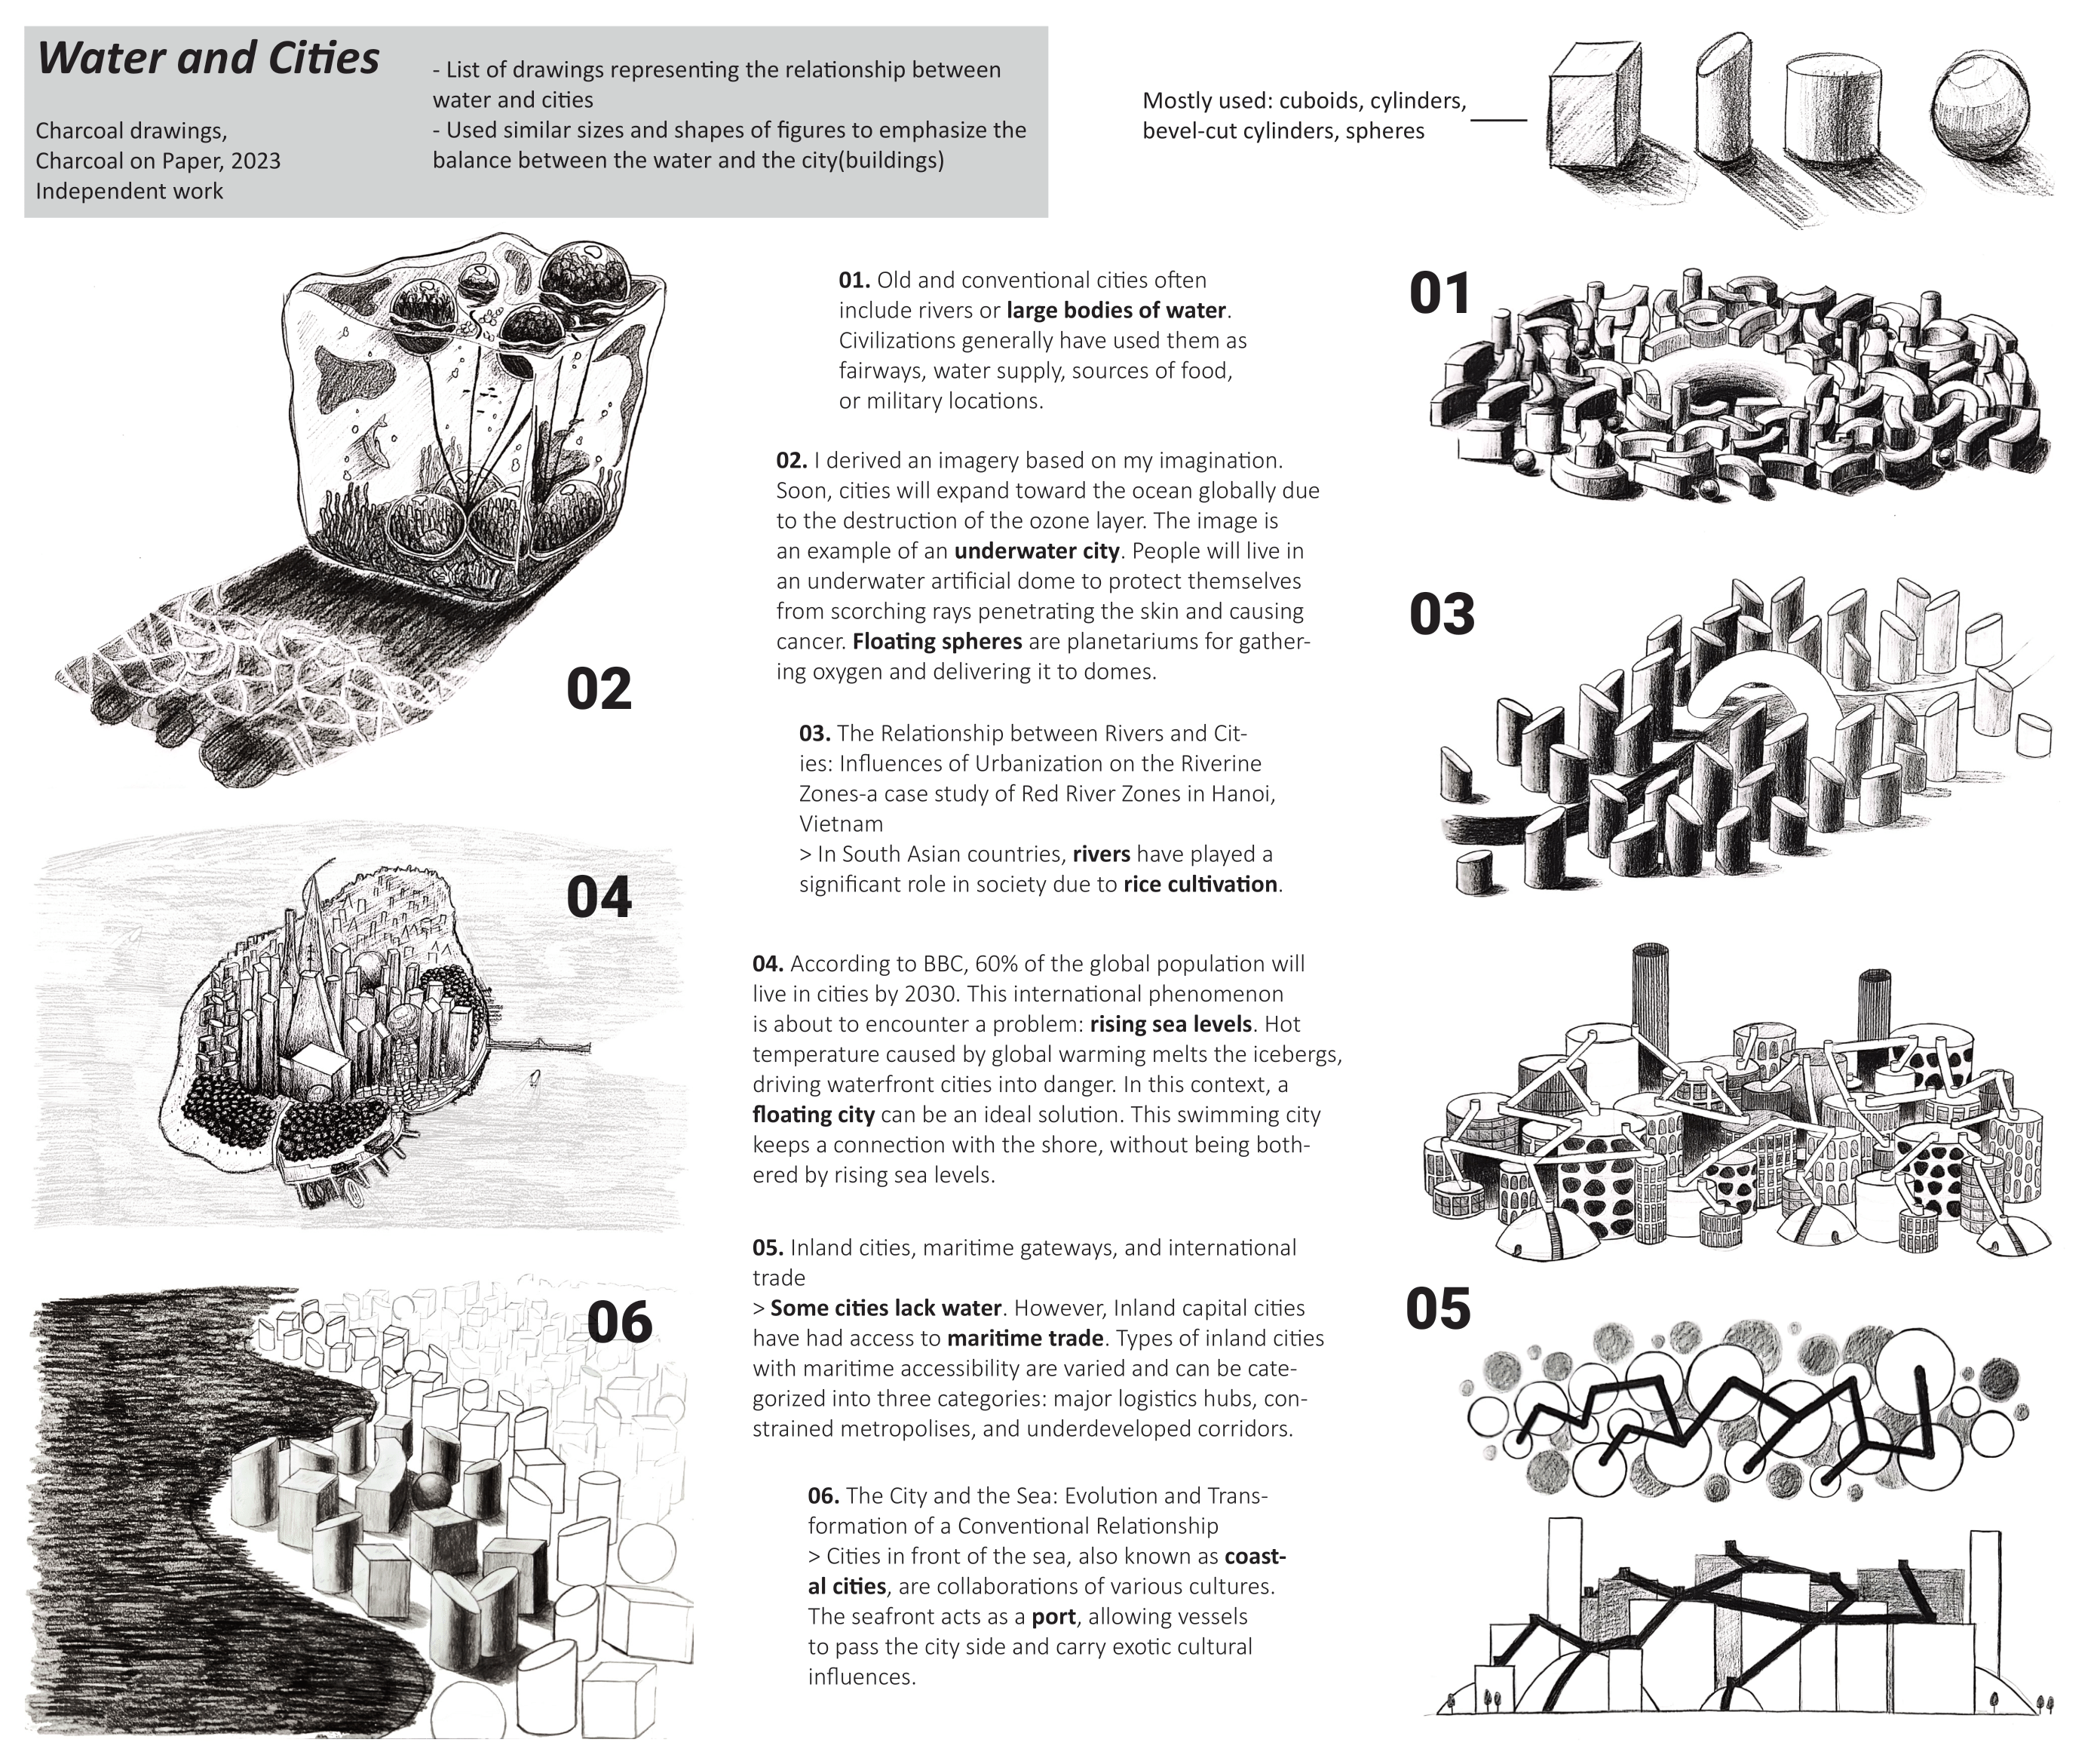 Water and Cities
Charcoal drawings,
Charcoal on Paper, 2023
Independent work
- List of drawings representing the relationship between
water and cities
- Used similar sizes and shapes of figures to emphasize the
balance between the water and the city(buildings)
Mostly used: cuboids, cylinders,
bevel-cut cylinders, spheres
01. Old and conventional cities often
include rivers or large bodies of water.
Civilizations generally have used them as
fairways, water supply, sources of food,
or military locations.
02. I derived an imagery based on my imagination.
Soon, cities will expand toward the ocean globally due
to the destruction of the ozone layer. The image is
an example of an underwater city. People will live in
an underwater artificial dome to protect themselves
from scorching rays penetrating the skin and causing
cancer. Floating spheres are planetariums for gather-
ing oxygen and delivering it to domes.
03. The Relationship between Rivers and Cit-
ies: Influences of Urbanization on the Riverine
Zones-a case study of Red River Zones in Hanoi,
Vietnam
> In South Asian countries, rivers have played a
significant role in society due to rice cultivation.
04. According to BBC, 60% of the global population will
live in cities by 2030. This international phenomenon
is about to encounter a problem: rising sea levels. Hot
temperature caused by global warming melts the icebergs,
driving waterfront cities into danger. In this context, a
floating city can be an ideal solution. This swimming city
keeps a connection with the shore, without being both-
ered by rising sea levels.
05. Inland cities, maritime gateways, and international
trade
> Some cities lack water. However, Inland capital cities
have had access to maritime trade. Types of inland cities
with maritime accessibility are varied and can be cate-
gorized into three categories: major logistics hubs, con-
strained metropolises, and underdeveloped corridors.
06. The City and the Sea: Evolution and Trans-
formation of a Conventional Relationship
> Cities in front of the sea, also known as coast-
al cities, are collaborations of various cultures.
The seafront acts as a port, allowing vessels
to pass the city side and carry exotic cultural
influences.
01
02
03
04
05
06